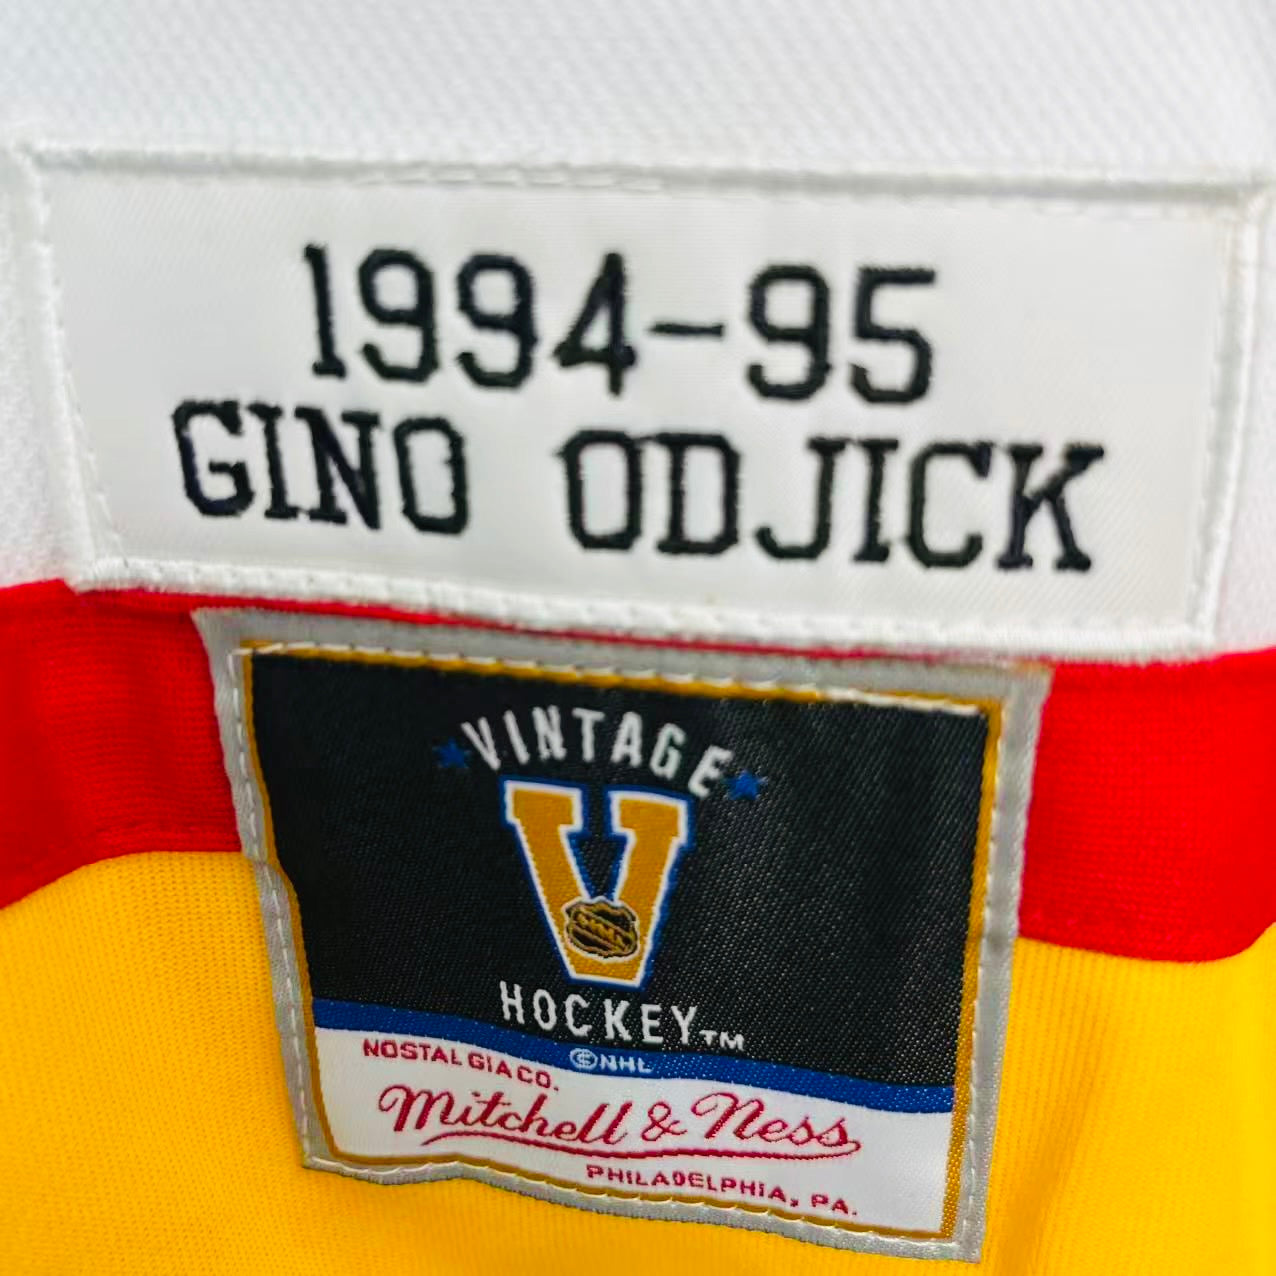 1994-95
GINO ODJICK
VINTAGE
HOCKEY™
©NHL
NOSTALGIA CO.
Mitchell & Ness
PHILADELPHIA, PA.